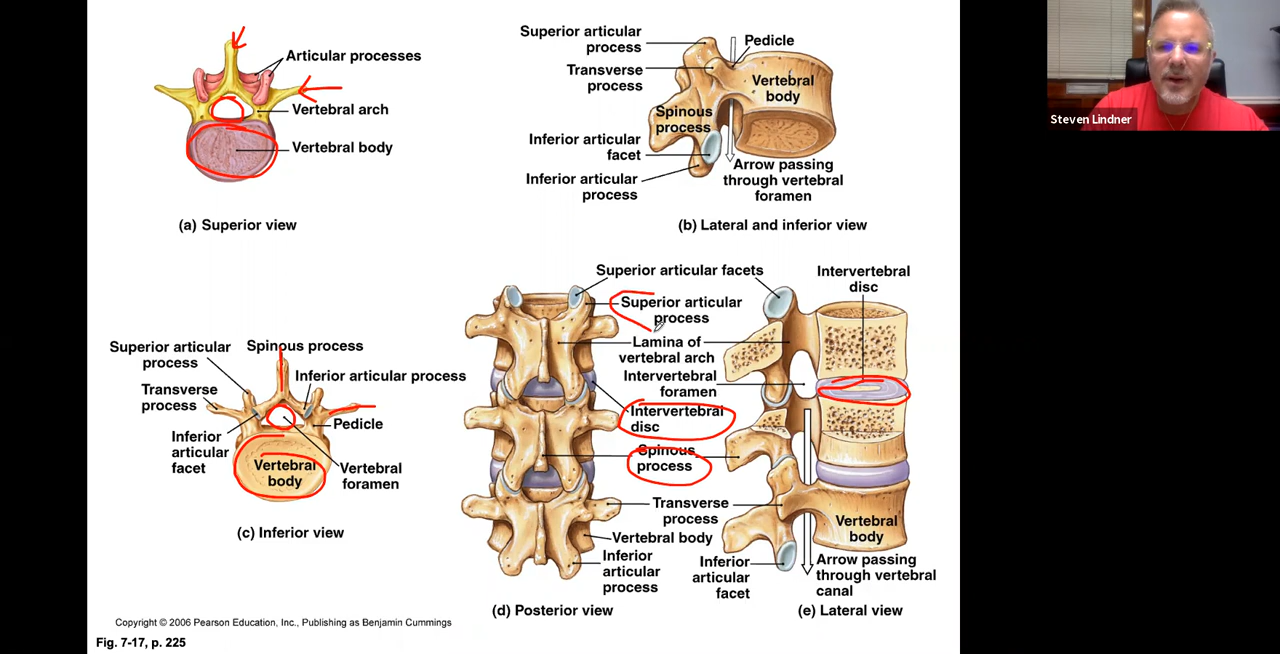 Articular processes
Vertebral arch
Vertebral body
(a) Superior view
Superior articular
process
Pedicle
Transverse
process
Vertebral
body
Spinous
process
Inferior articular
facet
Inferior articular
process
Arrow passing
through vertebral
foramen
(b) Lateral and inferior view
Superior articular
process
Spinous process
Inferior articular process
Transverse
process
Pedicle
Inferior
articular
facet
Vertebral
body
Vertebral
foramen
(c) Inferior view
Superior articular facets
Superior articular
process
Lamina of
vertebral arch
Intervertebral
foramen
Intervertebral
disc
Spinous
process
Transverse
process
Vertebral body
Inferior
articular
process
(d) Posterior view
Intervertebral
disc
Vertebral
body
Inferior
articular
facet
Arrow passing
through vertebral
canal
(e) Lateral view
Copyright © 2006 Pearson Education, Inc., Publishing as Benjamin Cummings
Fig. 7-17, p. 225
Steven Lindner